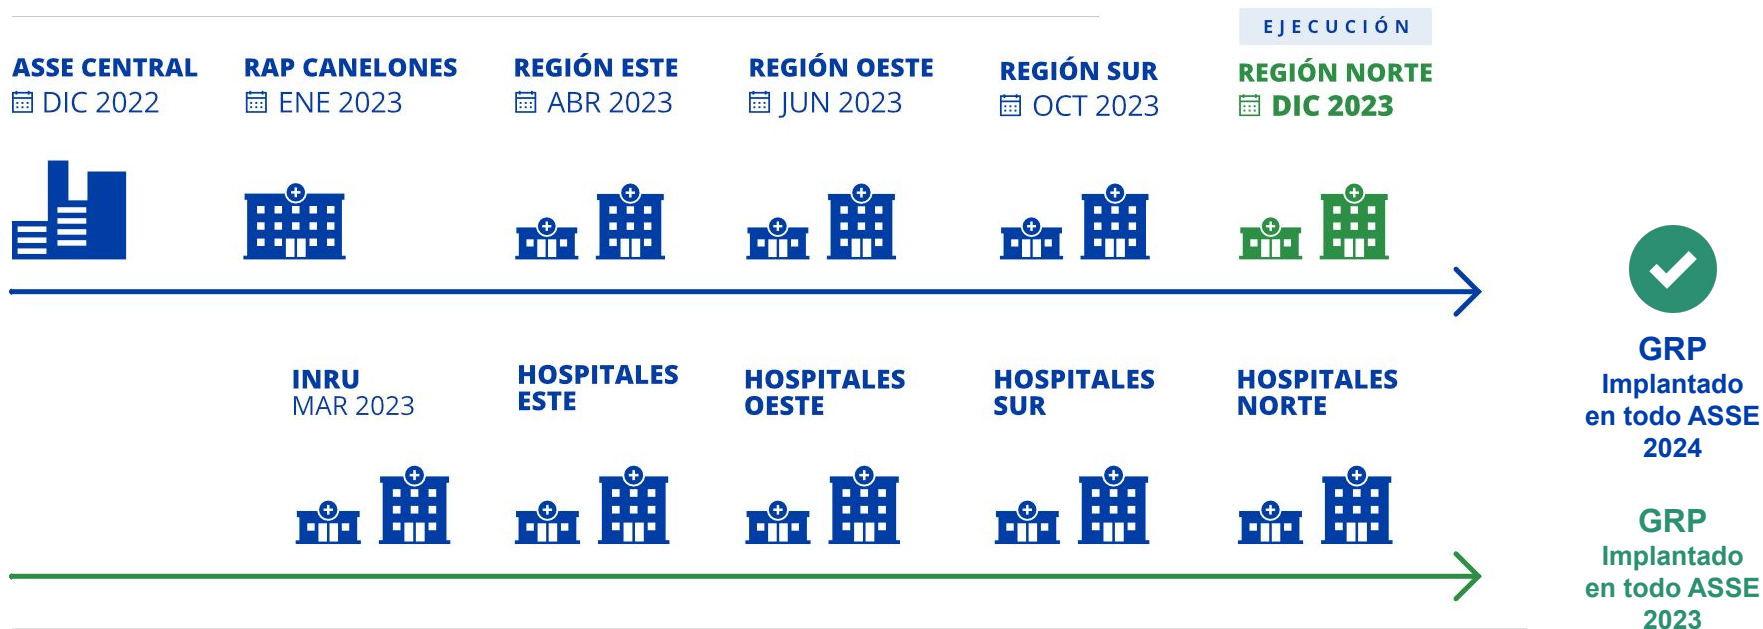 EJECUCIÓN
ASSE CENTRAL
DIC 2022
RAP CANELONES
ENE 2023
REGIÓN ESTE
ABR 2023
REGIÓN OESTE
JUN 2023
REGIÓN SUR
OCT 2023
REGIÓN NORTE
DIC 2023
INRU
MAR 2023
HOSPITALES
ESTE
HOSPITALES
OESTE
HOSPITALES
SUR
HOSPITALES
NORTE
GRP
Implantado
en todo ASSE
2024
GRP
Implantado
en todo ASSE
2023